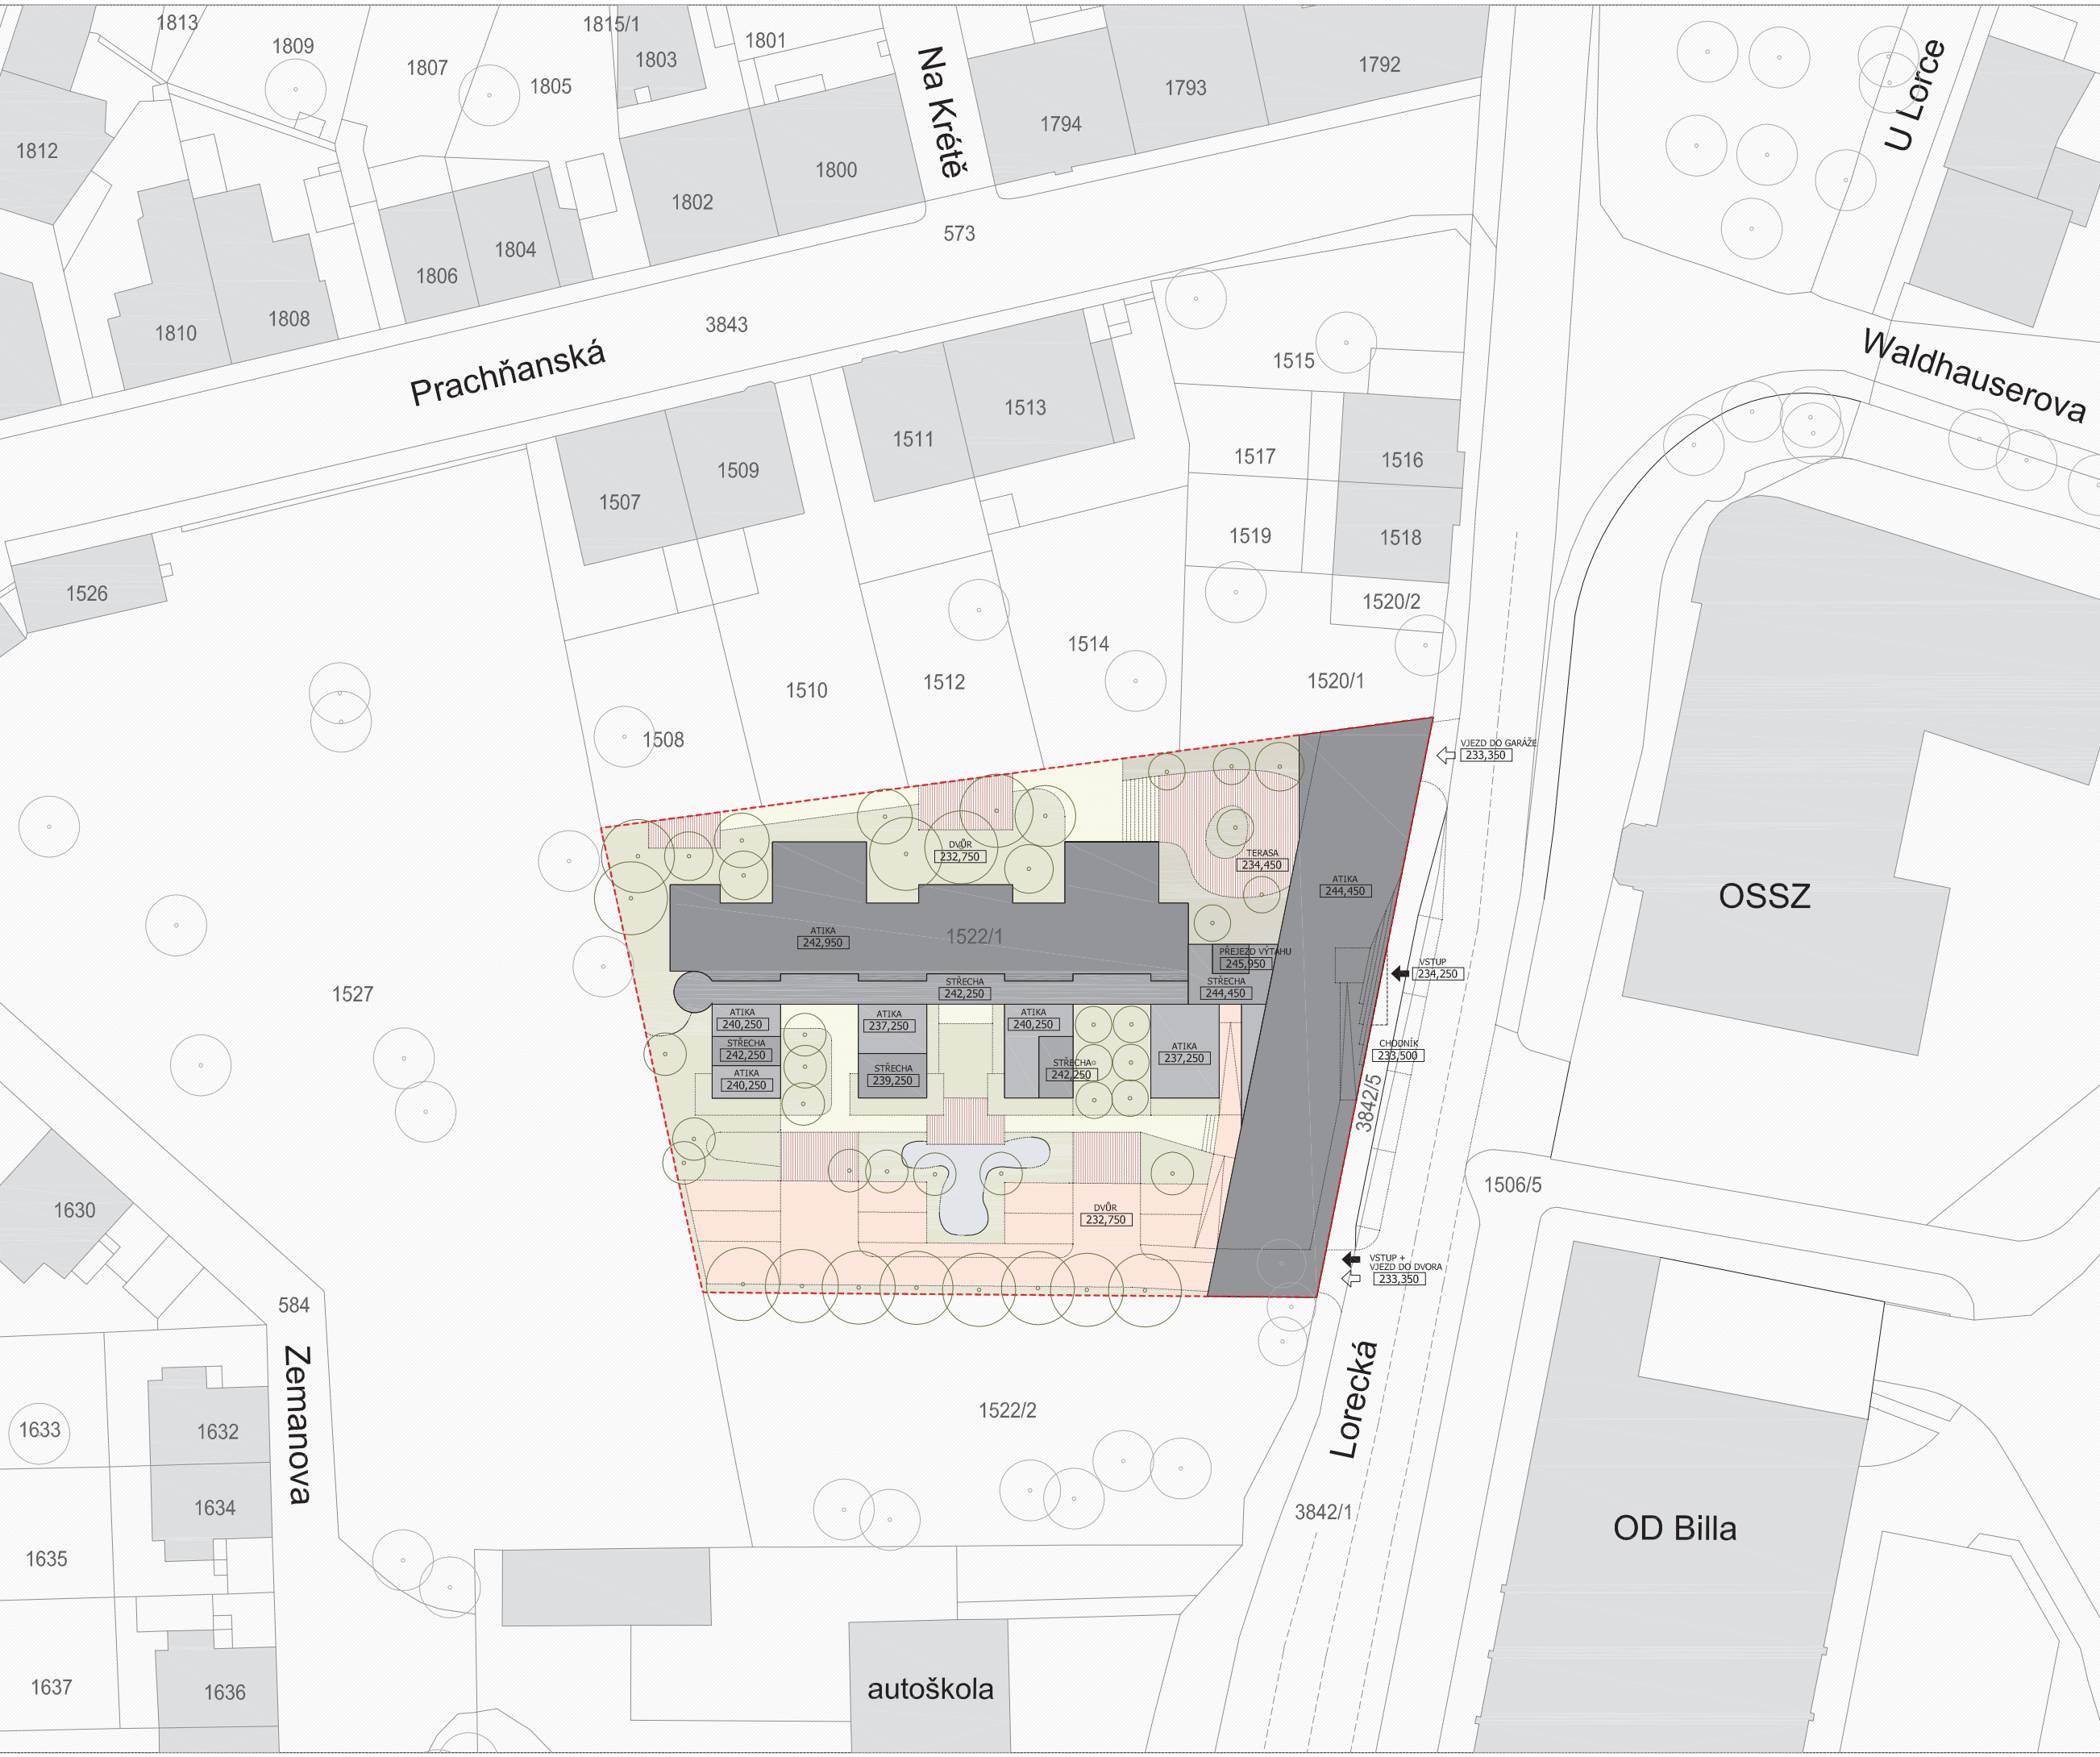 1813
1809
1807
1815/1
1805
1803
1801
Na Krétě
1794
1793
1792
U Lorce
1812
1802
1800
573
1806
1804
1810
1808
3843
Prachňanská
1515
Waldhauserova
1511
1513
1507
1509
1517
1516
1519
1518
1526
1520/2
1514
1510
1512
1520/1
1508
VJEZD DO GARÁŽE
233,350
DVŮR
232,750
TERASA
234,450
ATIKA
244,450
OSSZ
ATIKA
242,950
1522/1
PŘEJEZD VÝTAHU
245,950
VSTUP
234,250
STŘECHA
242,250
STŘECHA
244,450
1527
ATIKA
240,250
ATIKA
237,250
ATIKA
240,250
STŘECHA
242,250
ATIKA
237,250
CHODNÍK
233,500
ATIKA
240,250
STŘECHA
239,250
STŘECHA
242,250
3842/5
1506/5
1630
DVŮR
232,750
VSTUP +
VJEZD DO DVORA
233,350
584
Zemanova
Lorecká
1522/2
1633
1632
1634
3842/1
OD Billa
1635
autoškola
1637
1636